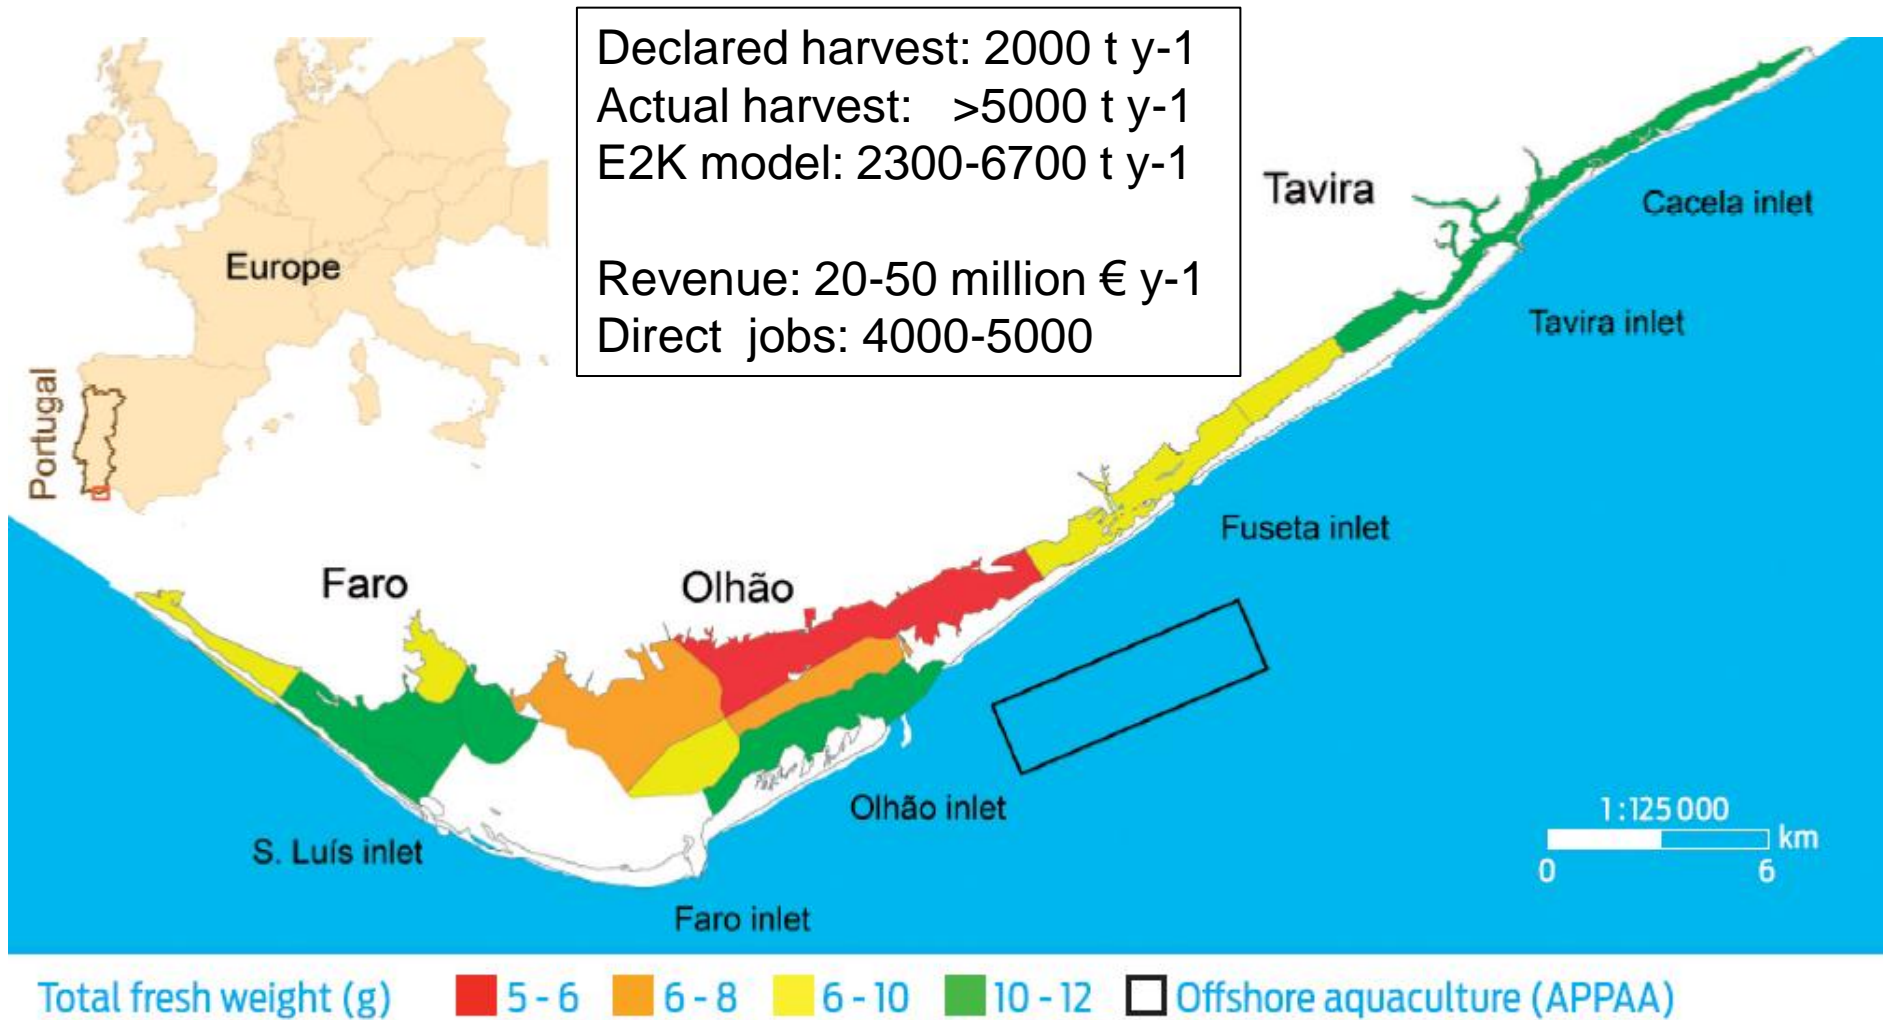 Declared harvest: 2000 t y-1
Actual harvest: >5000 t y-1
E2K model: 2300-6700 t y-1
Revenue: 20-50 million € y-1
Direct jobs: 4000-5000
Europe
Portugal
Tavira
Cacela inlet
Tavira inlet
Fuseta inlet
Faro
Olhão
Olhão inlet
S. Luís inlet
Faro inlet
1:125 000
km
0 6
Total fresh weight (g) 5 - 6 6 - 8 6 - 10 10 - 12 Offshore aquaculture (APPAA)